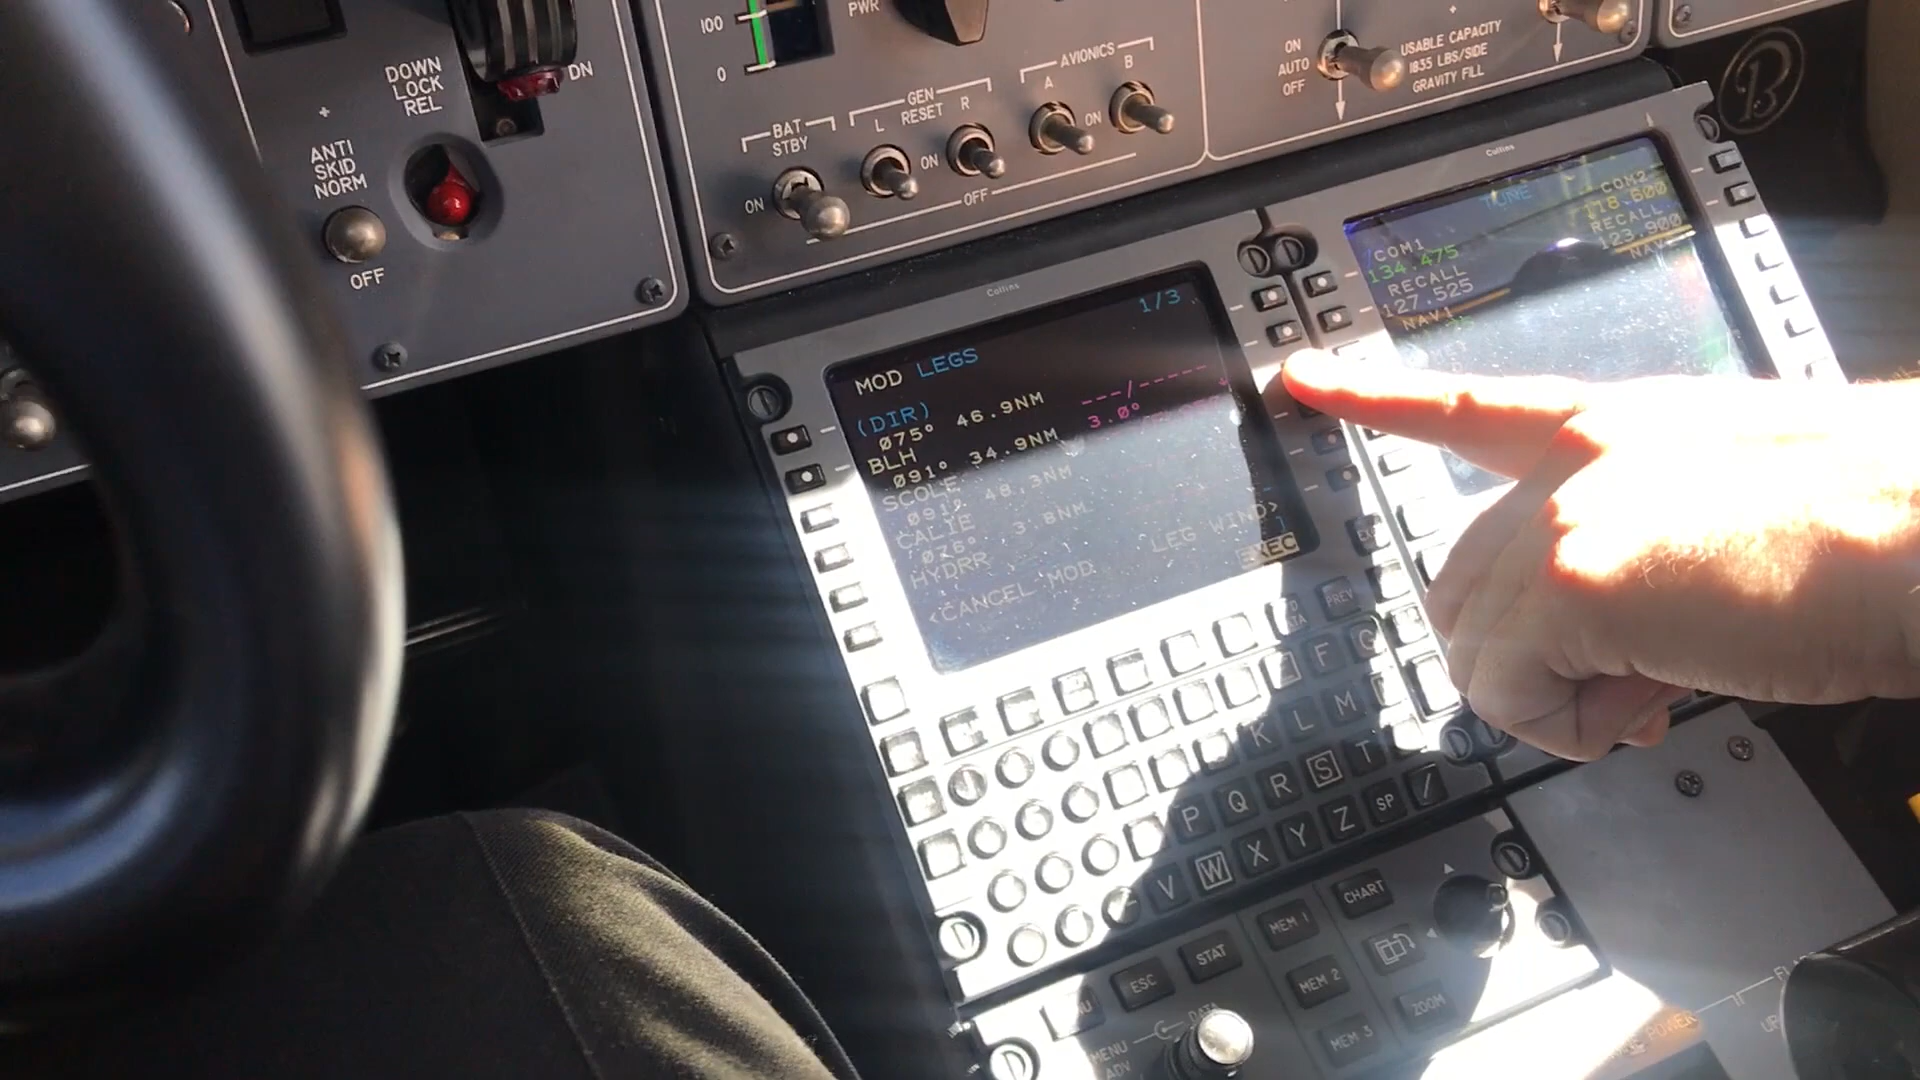 100
0
PWR
DOWN
LOCK
REL
DN
ANTI
SKID
NORM
OFF
BAT
STBY
ON
GEN
RESET
L
R
ON
OFF
AVIONICS
A
B
ON
ON
AUTO
OFF
USABLE CAPACITY
1835 LBS/SIDE
GRAVITY FILL
B
Collins
1/3
MOD LEGS
(DIR)
075° 46.9NM ---/-----
BLH 3.0°
091° 34.9NM
SCOLE
091° 48.3NM
CALIE
026° 3.8NM
HYDRR
LEG WIND>
EXEC
<CANCEL MOD
Collins
TUNE
COM1
134.475
RECALL
127.525
NAV1
COM2
118.600
RECALL
123.900
PREV
F
K L M
P Q R S T
V W X Y Z SP /
MEM 1
CHART
STAT
ESC
MEM 2
ZOOM
MEM 3
DATA
MENU
ADV